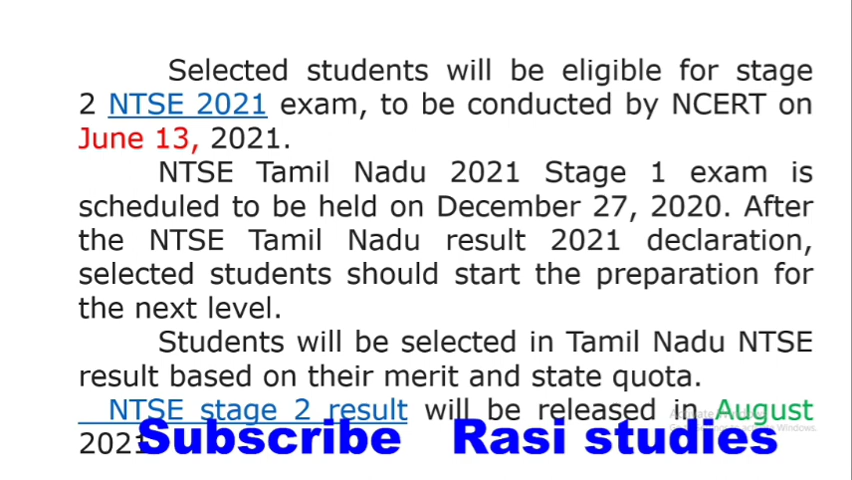 Selected students will be eligible for stage
2 NTSE 2021 exam, to be conducted by NCERT on
June 13, 2021.
NTSE Tamil Nadu 2021 Stage 1 exam is
scheduled to be held on December 27, 2020. After
the NTSE Tamil Nadu result 2021 declaration,
selected students should start the preparation for
the next level.
Students will be selected in Tamil Nadu NTSE
result based on their merit and state quota.
NTSE stage 2 result will be released in August
2021
Subscribe Rasi studies